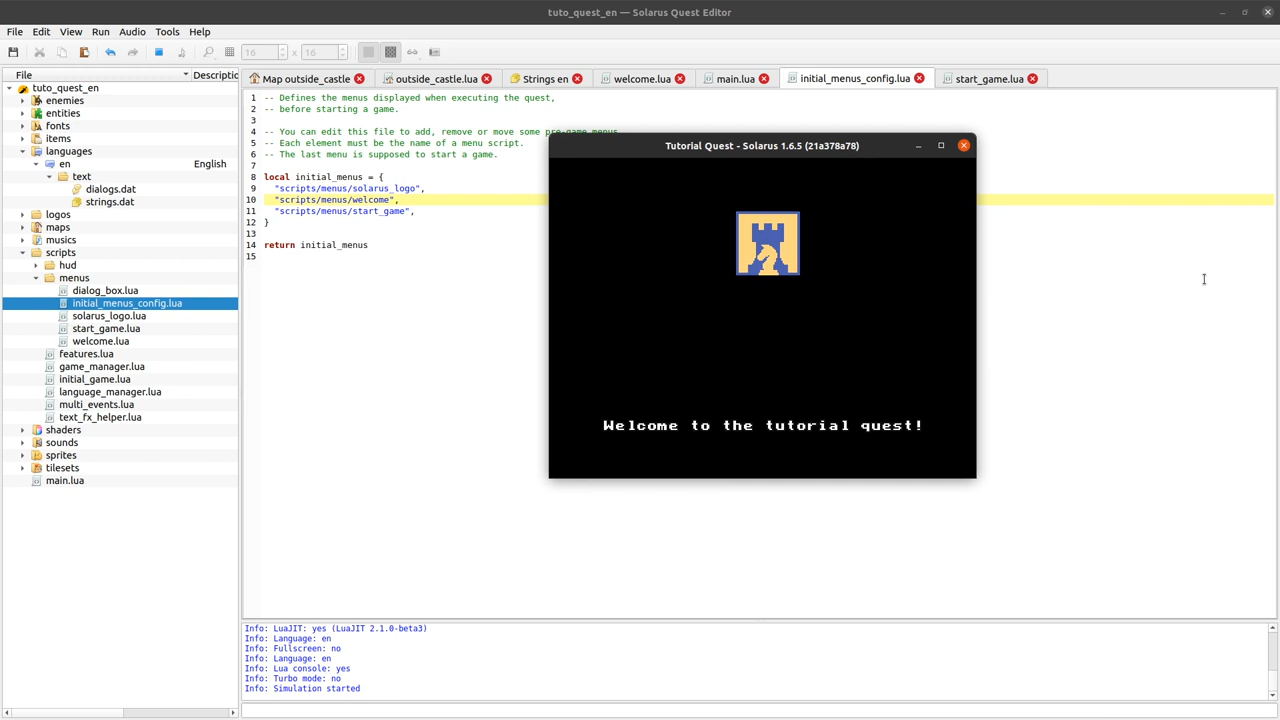 tuto_quest_en — Solarus Quest Editor
File Edit View Run Audio Tools Help
16 x 16
File Descriptic
tuto_quest_en
enemies
entities
fonts
items
languages
en English
text
dialogs.dat
strings.dat
logos
maps
musics
scripts
hud
menus
dialog_box.lua
initial_menus_config.lua
solarus_logo.lua
start_game.lua
welcome.lua
features.lua
game_manager.lua
initial_game.lua
language_manager.lua
multi_events.lua
text_fx_helper.lua
shaders
sounds
sprites
tilesets
main.lua
Map outside_castle outside_castle.lua Strings en welcome.lua main.lua initial_menus_config.lua start_game.lua
1 -- Defines the menus displayed when executing the quest,
2 -- before starting a game.
3
4 -- You can edit this file to add, remove or move some pre-game menus.
5 -- Each element must be the name of a menu script.
6 -- The last menu is supposed to start a game.
7
8 local initial_menus = {
9 "scripts/menus/solarus_logo",
10 "scripts/menus/welcome",
11 "scripts/menus/start_game",
12 }
13
14 return initial_menus
15
Tutorial Quest - Solarus 1.6.5 (21a378a78)
Welcome to the tutorial quest!
Info: LuaJIT: yes (LuaJIT 2.1.0-beta3)
Info: Language: en
Info: Fullscreen: no
Info: Language: en
Info: Lua console: yes
Info: Turbo mode: no
Info: Simulation started